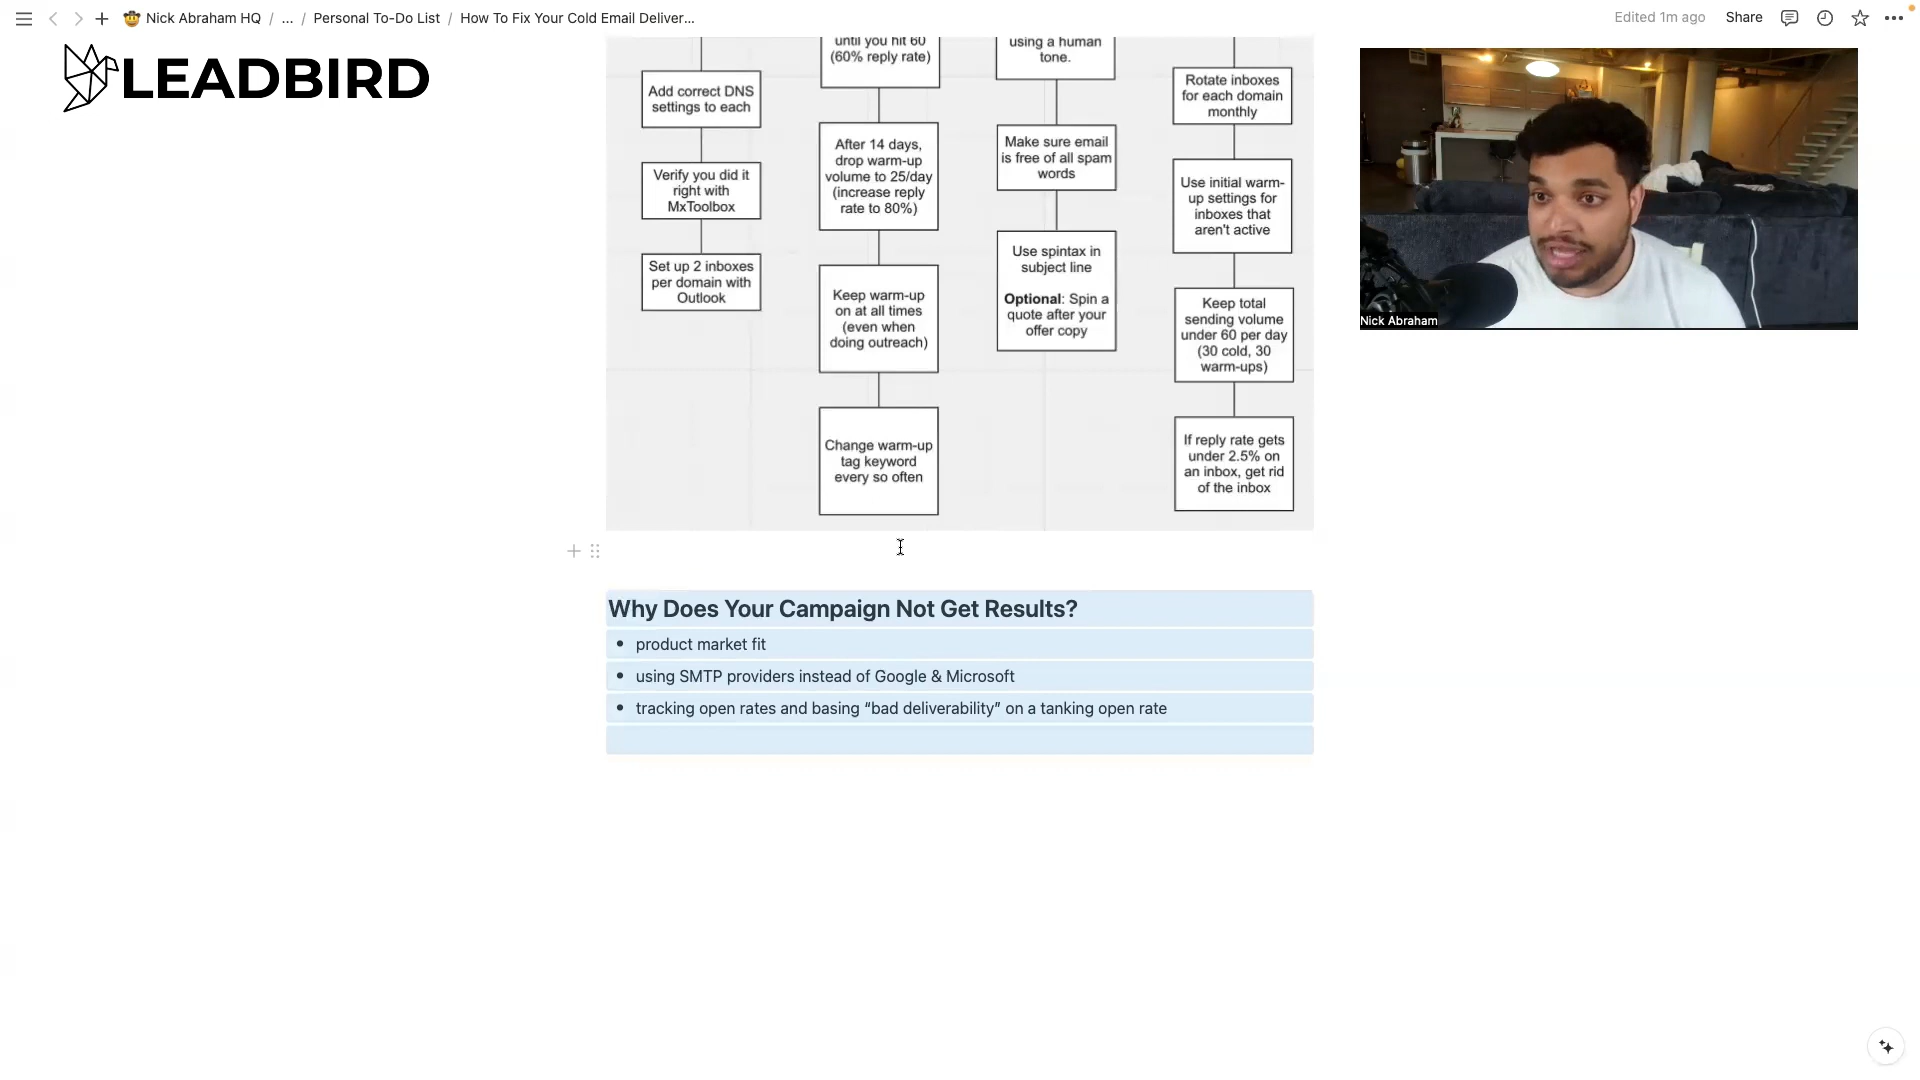 Nick Abraham HQ / ... / Personal To-Do List / How To Fix Your Cold Email Deliver...
Edited 1m ago
Share
LEADBIRD
Add correct DNS
settings to each
Verify you did it
right with
MxToolbox
Set up 2 inboxes
per domain with
Outlook
until you hit 60
(60% reply rate)
After 14 days,
drop warm-up
volume to 25/day
(increase reply
rate to 80%)
Keep warm-up
on at all times
(even when
doing outreach)
Change warm-up
tag keyword
every so often
using a human
tone.
Make sure email
is free of all spam
words
Use spintax in
subject line
Optional: Spin a
quote after your
offer copy
Rotate inboxes
for each domain
monthly
Use initial warm-
up settings for
inboxes that
aren't active
Keep total
sending volume
under 60 per day
(30 cold, 30
warm-ups)
If reply rate gets
under 2.5% on
an inbox, get rid
of the inbox
Nick Abraham
Why Does Your Campaign Not Get Results?
• product market fit
• using SMTP providers instead of Google & Microsoft
• tracking open rates and basing “bad deliverability” on a tanking open rate